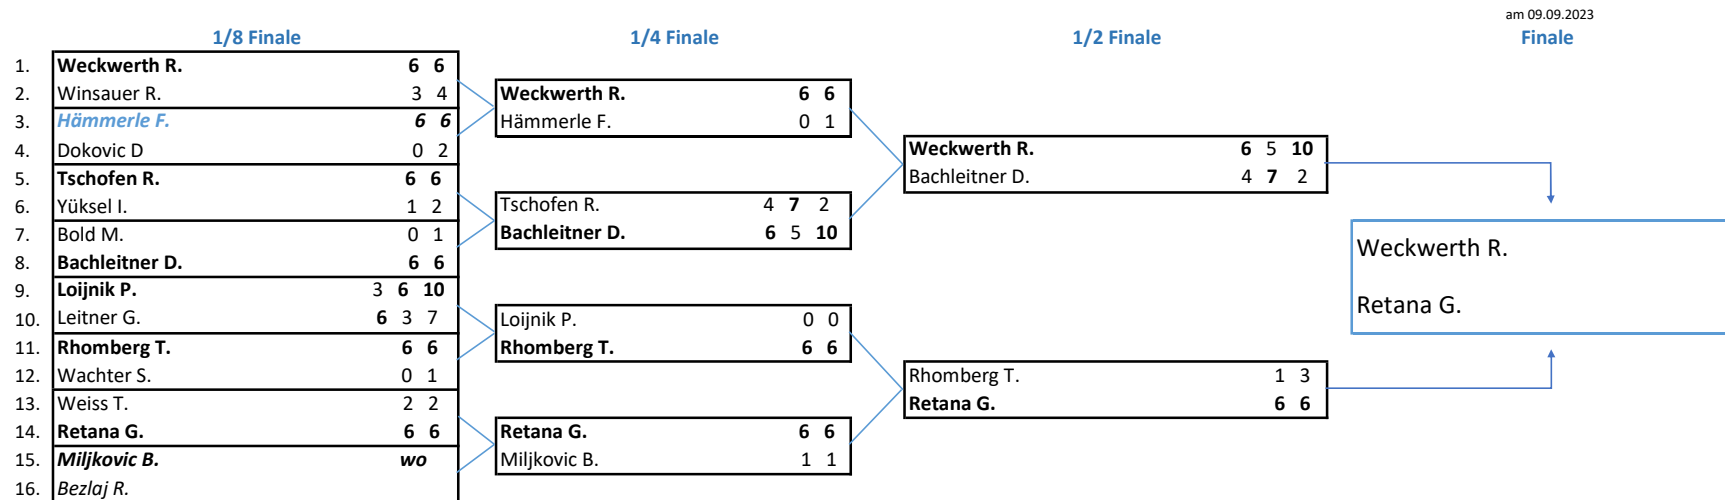 am 09.09.2023
1/8 Finale 1/4 Finale 1/2 Finale Finale
1. Weckwerth R. 6 6
2. Winsauer R. 3 4
3. Hämmerle F. 6 6
4. Dokovic D 0 2
5. Tschofen R. 6 6
6. Yüksel I. 1 2
7. Bold M. 0 1
8. Bachleitner D. 6 6
9. Loijnik P. 3 6 10
10. Leitner G. 6 3 7
11. Rhomberg T. 6 6
12. Wachter S. 0 1
13. Weiss T. 2 2
14. Retana G. 6 6
15. Miljkovic B. wo
16. Bezlaj R.
Weckwerth R. 6 6
Hämmerle F. 0 1
Tschofen R. 4 7 2
Bachleitner D. 6 5 10
Loijnik P. 0 0
Rhomberg T. 6 6
Retana G. 6 6
Miljkovic B. 1 1
Weckwerth R. 6 5 10
Bachleitner D. 4 7 2
Rhomberg T. 1 3
Retana G. 6 6
Weckwerth R.
Retana G.